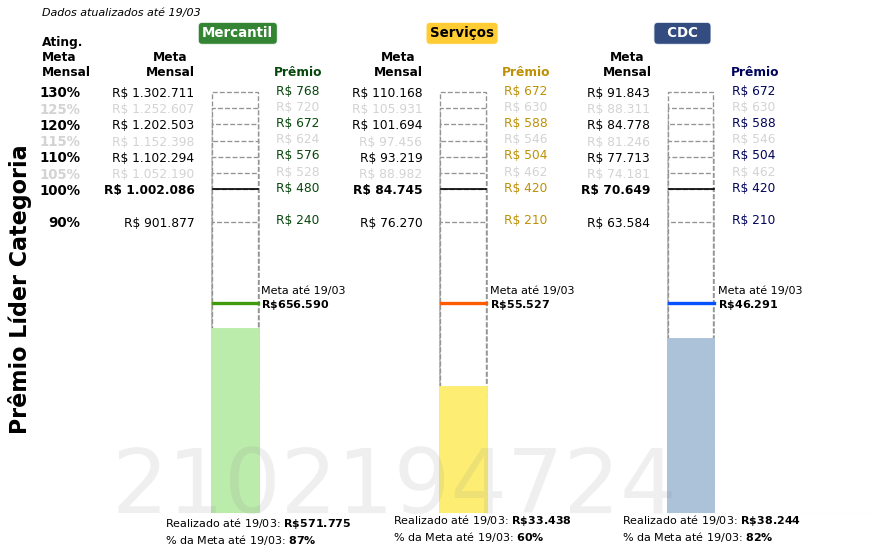 Dados atualizados até 19/03
Mercantil Serviços CDC
Ating. Meta Mensal
Meta Mensal Prêmio Meta Mensal Prêmio Meta Mensal Prêmio
130% R$ 1.302.711 R$ 768 R$ 110.168 R$ 672 R$ 91.843 R$ 672
125% R$ 1.252.607 R$ 720 R$ 105.931 R$ 630 R$ 88.311 R$ 630
120% R$ 1.202.503 R$ 672 R$ 101.694 R$ 588 R$ 84.778 R$ 588
115% R$ 1.152.398 R$ 624 R$ 97.456 R$ 546 R$ 81.246 R$ 546
110% R$ 1.102.294 R$ 576 R$ 93.219 R$ 504 R$ 77.713 R$ 504
105% R$ 1.052.190 R$ 528 R$ 88.982 R$ 462 R$ 74.181 R$ 462
100% R$ 1.002.086 R$ 480 R$ 84.745 R$ 420 R$ 70.649 R$ 420
90% R$ 901.877 R$ 240 R$ 76.270 R$ 210 R$ 63.584 R$ 210
Prêmio Líder Categoria
Meta até 19/03 Meta até 19/03 Meta até 19/03
R$656.590 R$55.527 R$46.291
2102194724
Realizado até 19/03: R$571.775 Realizado até 19/03: R$33.438 Realizado até 19/03: R$38.244
% da Meta até 19/03: 87% % da Meta até 19/03: 60% % da Meta até 19/03: 82%